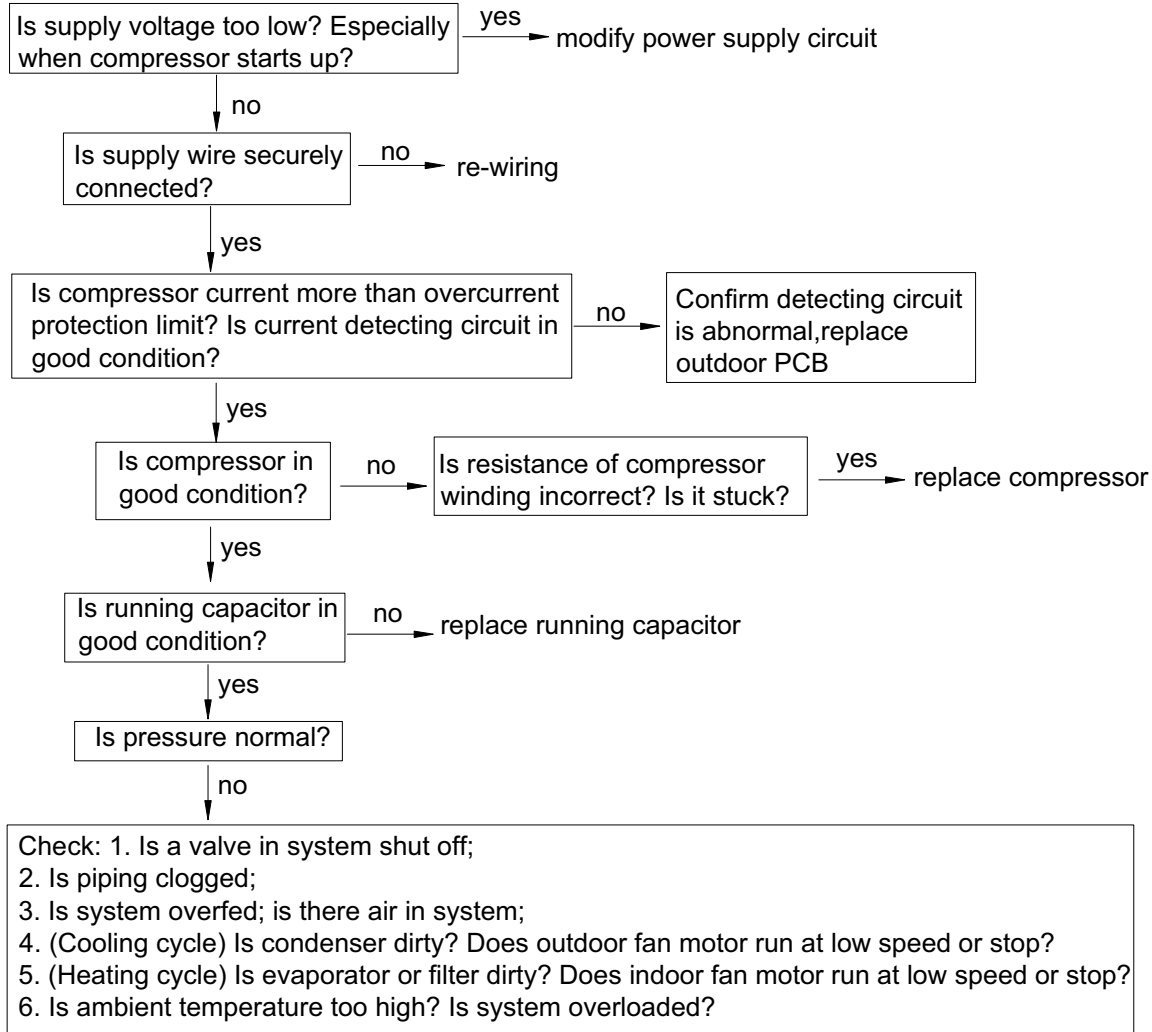 Is supply voltage too low? Especially
when compressor starts up?
yes
modify power supply circuit
no
Is supply wire securely
connected?
no
re-wiring
yes
Is compressor current more than overcurrent
protection limit? Is current detecting circuit in
good condition?
no
Confirm detecting circuit
is abnormal,replace
outdoor PCB
yes
Is compressor in
good condition?
no
Is resistance of compressor
winding incorrect? Is it stuck?
yes
replace compressor
yes
Is running capacitor in
good condition?
no
replace running capacitor
yes
Is pressure normal?
no
Check: 1. Is a valve in system shut off;
2. Is piping clogged;
3. Is system overfed; is there air in system;
4. (Cooling cycle) Is condenser dirty? Does outdoor fan motor run at low speed or stop?
5. (Heating cycle) Is evaporator or filter dirty? Does indoor fan motor run at low speed or stop?
6. Is ambient temperature too high? Is system overloaded?